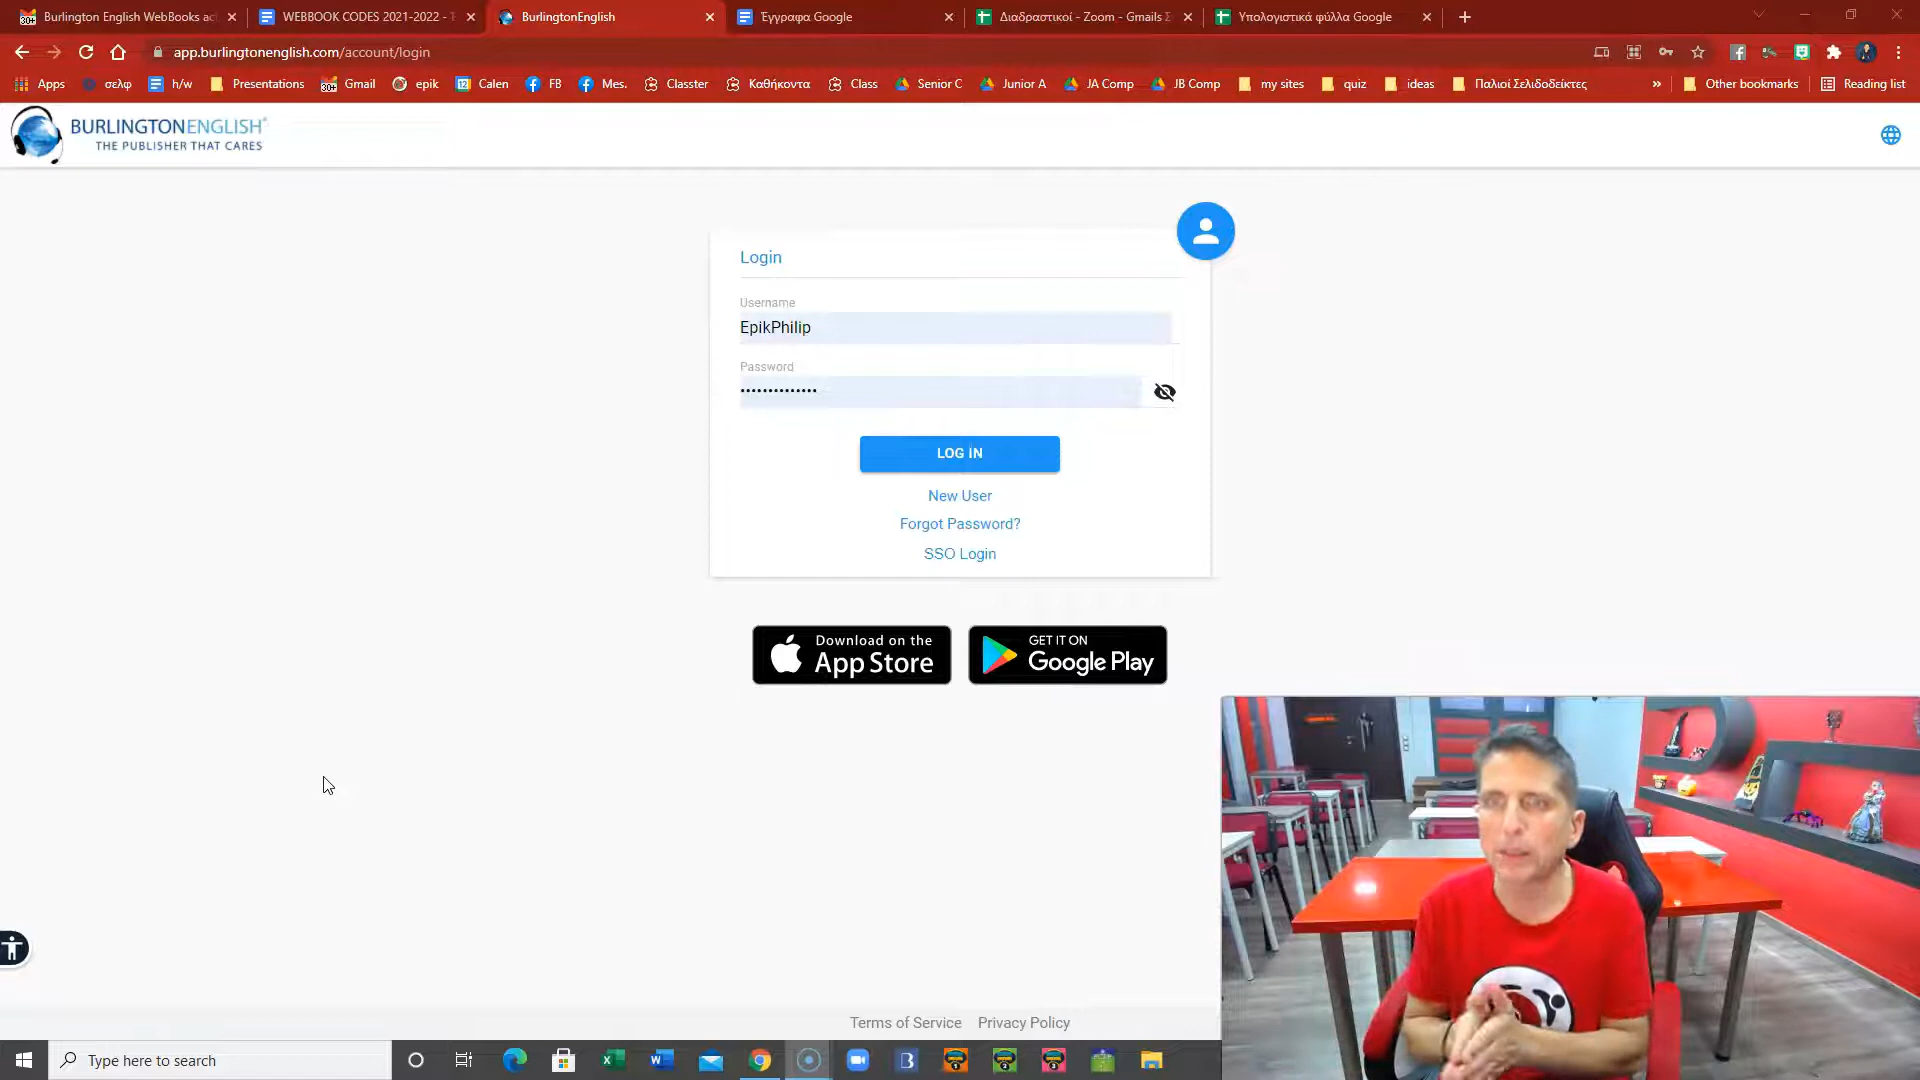 Burlington English WebBooks ac
WEBBOOK CODES 2021-2022 -
BurlingtonEnglish
Έγγραφα Google
Διαδραστικοί - Zoom - Gmails Σ
Υπολογιστικά φύλλα Google
app.burlingtonenglish.com/account/login
Apps
σελφ
h/w
Presentations
30+
Gmail
epik
12
Calen
FB
Mes.
Classter
Καθήκοντα
Class
Senior C
Junior A
JA Comp
JB Comp
my sites
quiz
ideas
Παλιοί Σελιδοδείκτες
»
Other bookmarks
Reading list
BURLINGTONENGLISH
THE PUBLISHER THAT CARES
Login
Username
EpikPhilip
Password
••••••••••••••
LOG IN
New User
Forgot Password?
SSO Login
Download on the
App Store
GET IT ON
Google Play
Terms of Service Privacy Policy
Type here to search